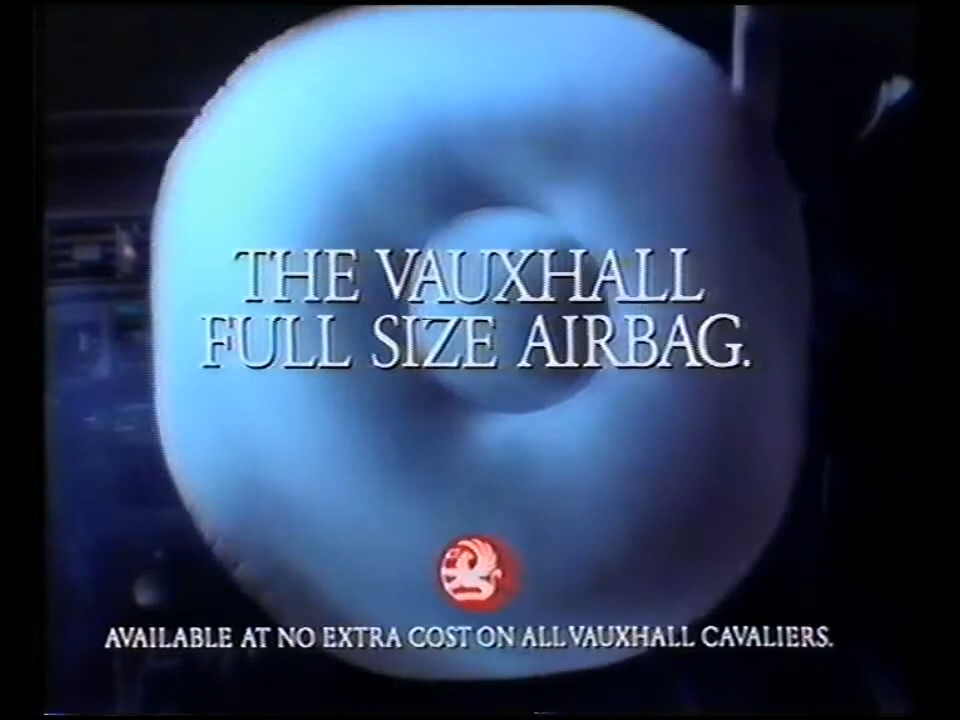 THE VAUXHALL
FULL SIZE AIRBAG.
AVAILABLE AT NO EXTRA COST ON ALL VAUXHALL CAVALIERS.